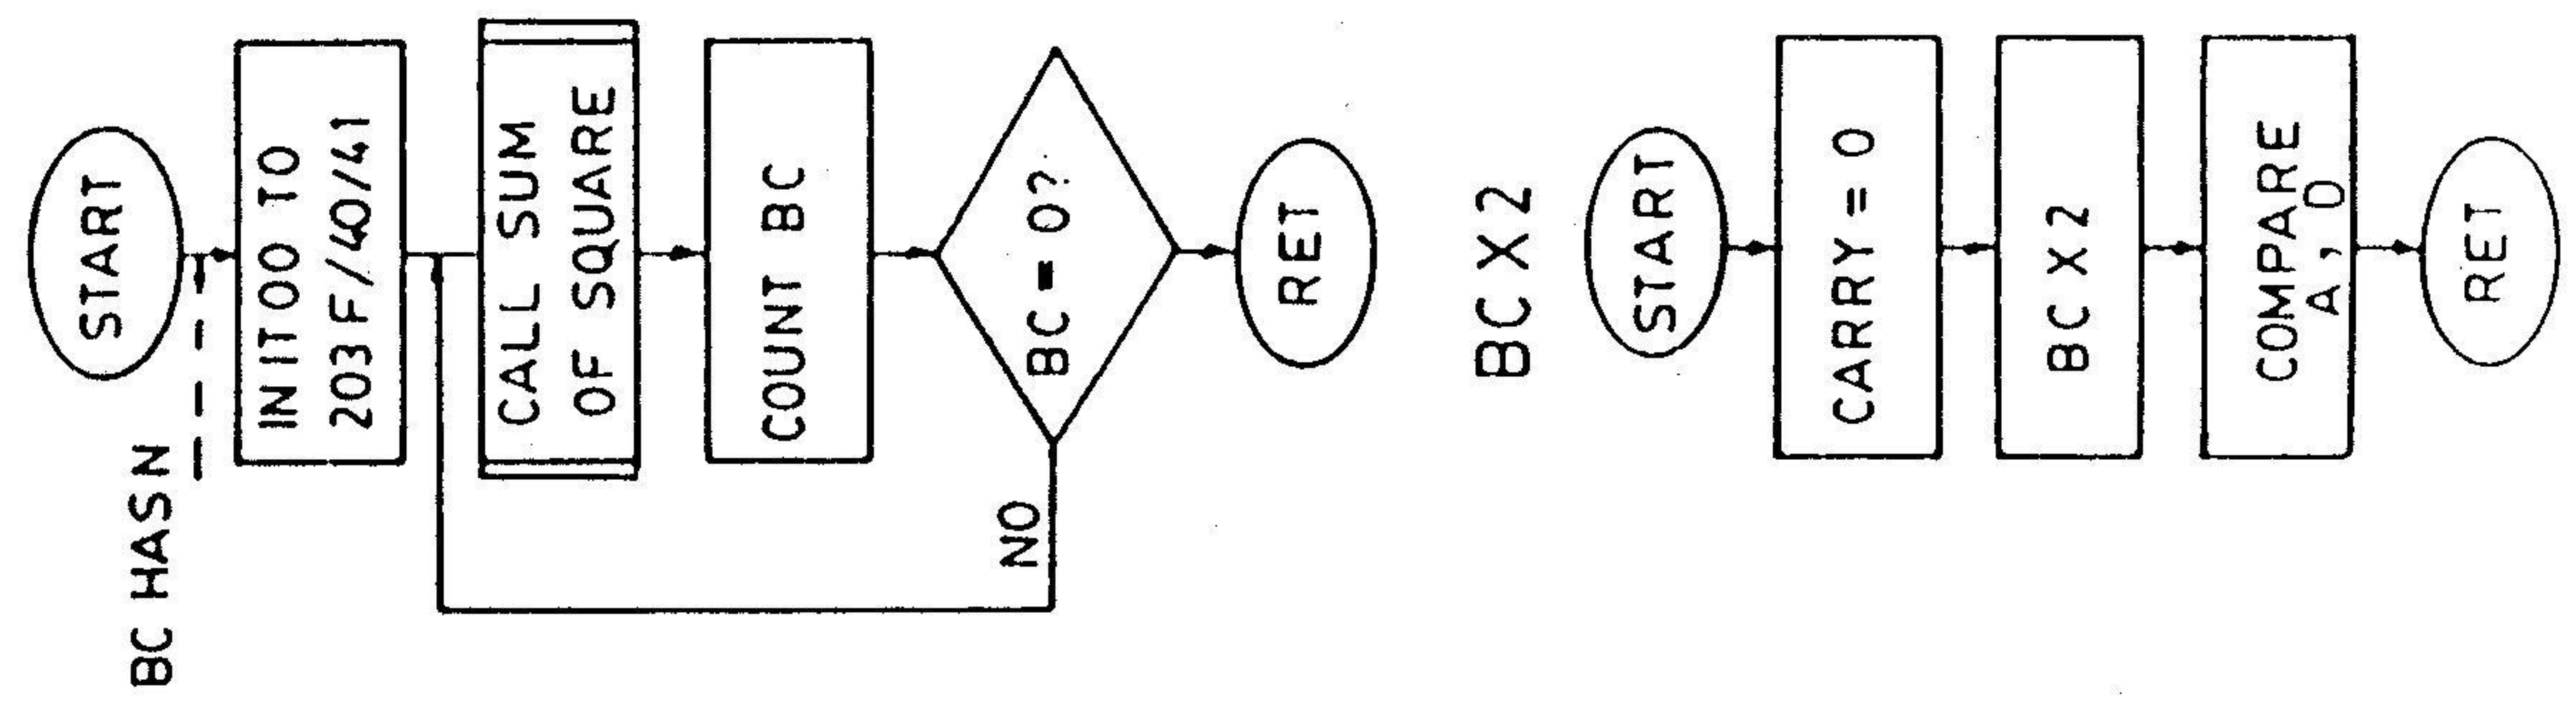 START
BC HAS N
INIT 00 TO
203F/40/41
CALL SUM
OF SQUARE
COUNT BC
BC = 0?
NO
RET
BC X 2
START
CARRY = 0
BC X 2
COMPARE
A, D
RET